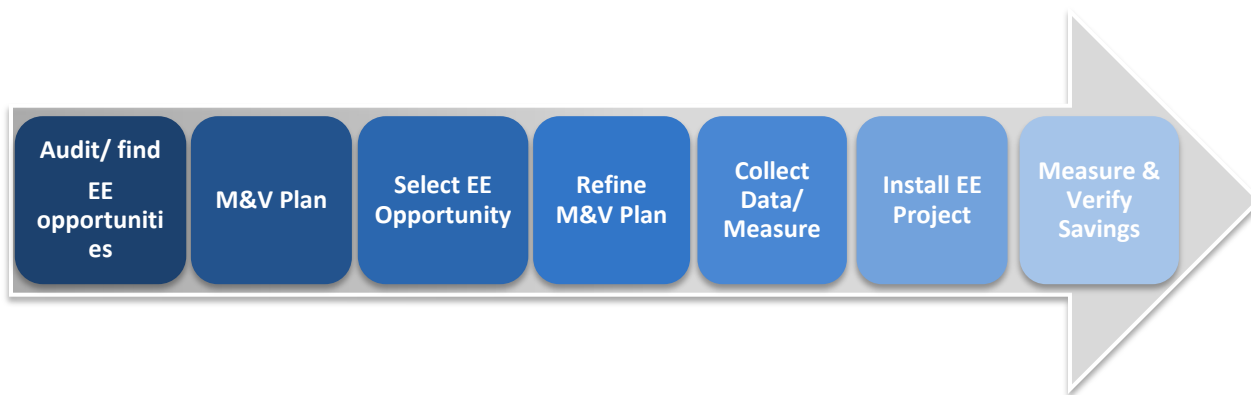 Audit/ find
EE
opportuniti
es
M&V Plan
Select EE
Opportunity
Refine
M&V Plan
Collect
Data/
Measure
Install EE
Project
Measure &
Verify
Savings